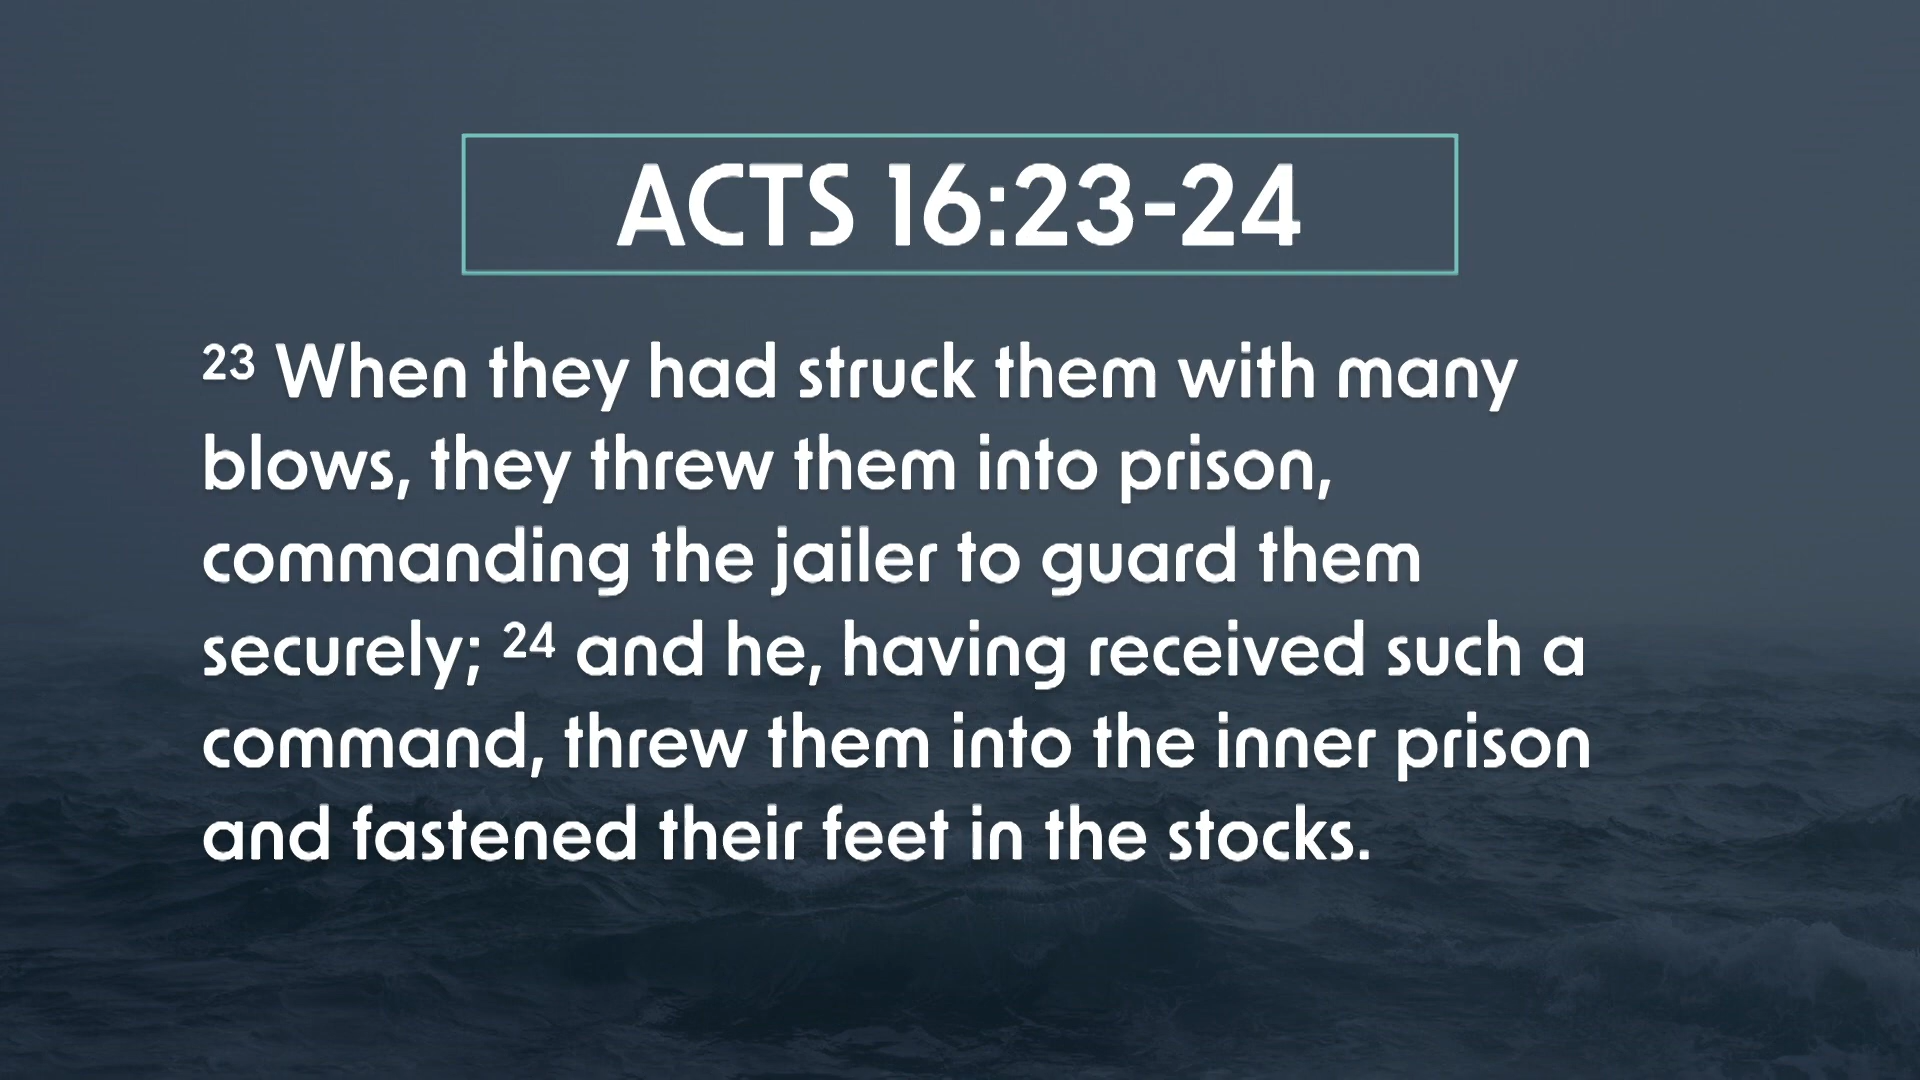 ACTS 16:23-24
²³ When they had struck them with many
blows, they threw them into prison,
commanding the jailer to guard them
securely; ²⁴ and he, having received such a
command, threw them into the inner prison
and fastened their feet in the stocks.